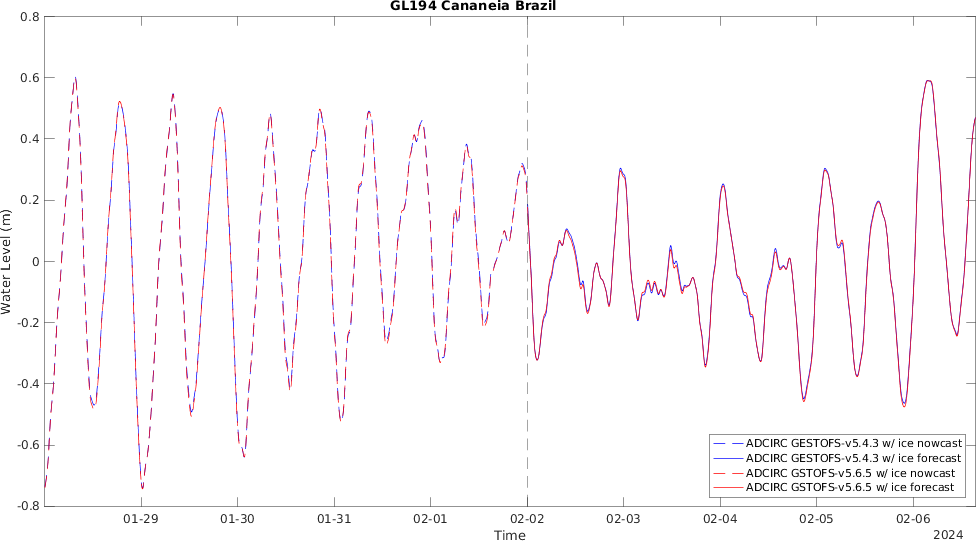 GL194 Cananeia Brazil
Water Level (m)
0.8
0.6
0.4
0.2
0
-0.2
-0.4
-0.6
-0.8
ADCIRC GESTOFS-v5.4.3 w/ ice nowcast
ADCIRC GESTOFS-v5.4.3 w/ ice forecast
ADCIRC GSTOFS-v5.6.5 w/ ice nowcast
ADCIRC GSTOFS-v5.6.5 w/ ice forecast
01-29 01-30 01-31 02-01 02-02 02-03 02-04 02-05 02-06
Time
2024